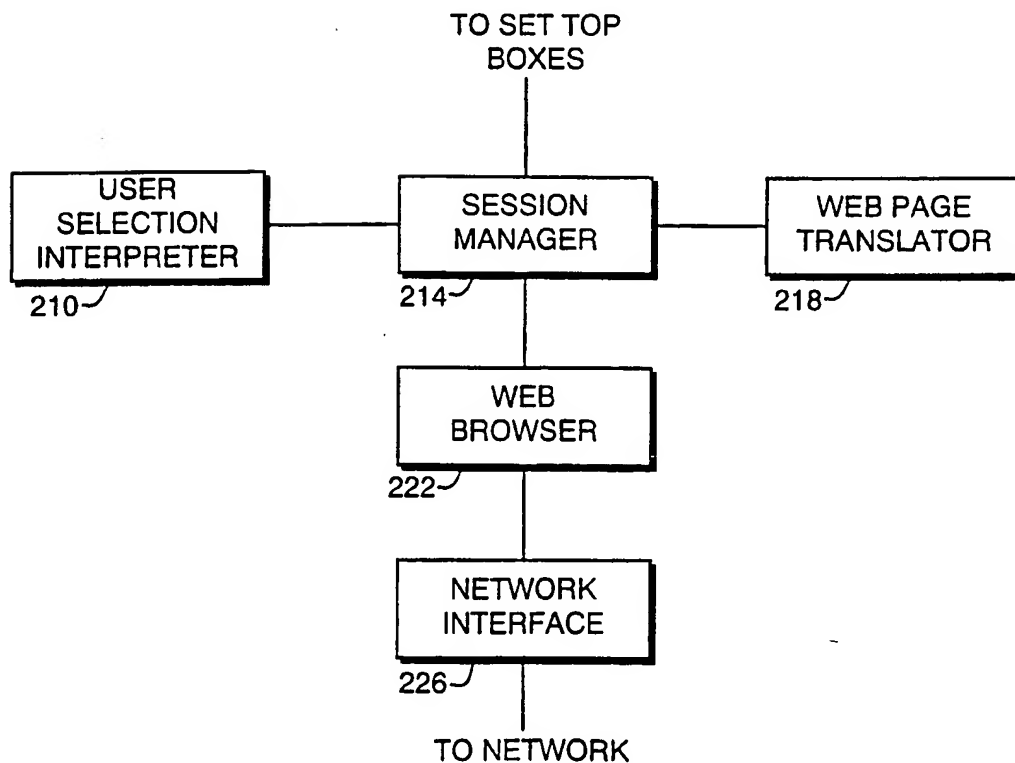 TO SET TOP
BOXES
USER
SELECTION
INTERPRETER
210
SESSION
MANAGER
214
WEB PAGE
TRANSLATOR
218
WEB
BROWSER
222
NETWORK
INTERFACE
226
TO NETWORK